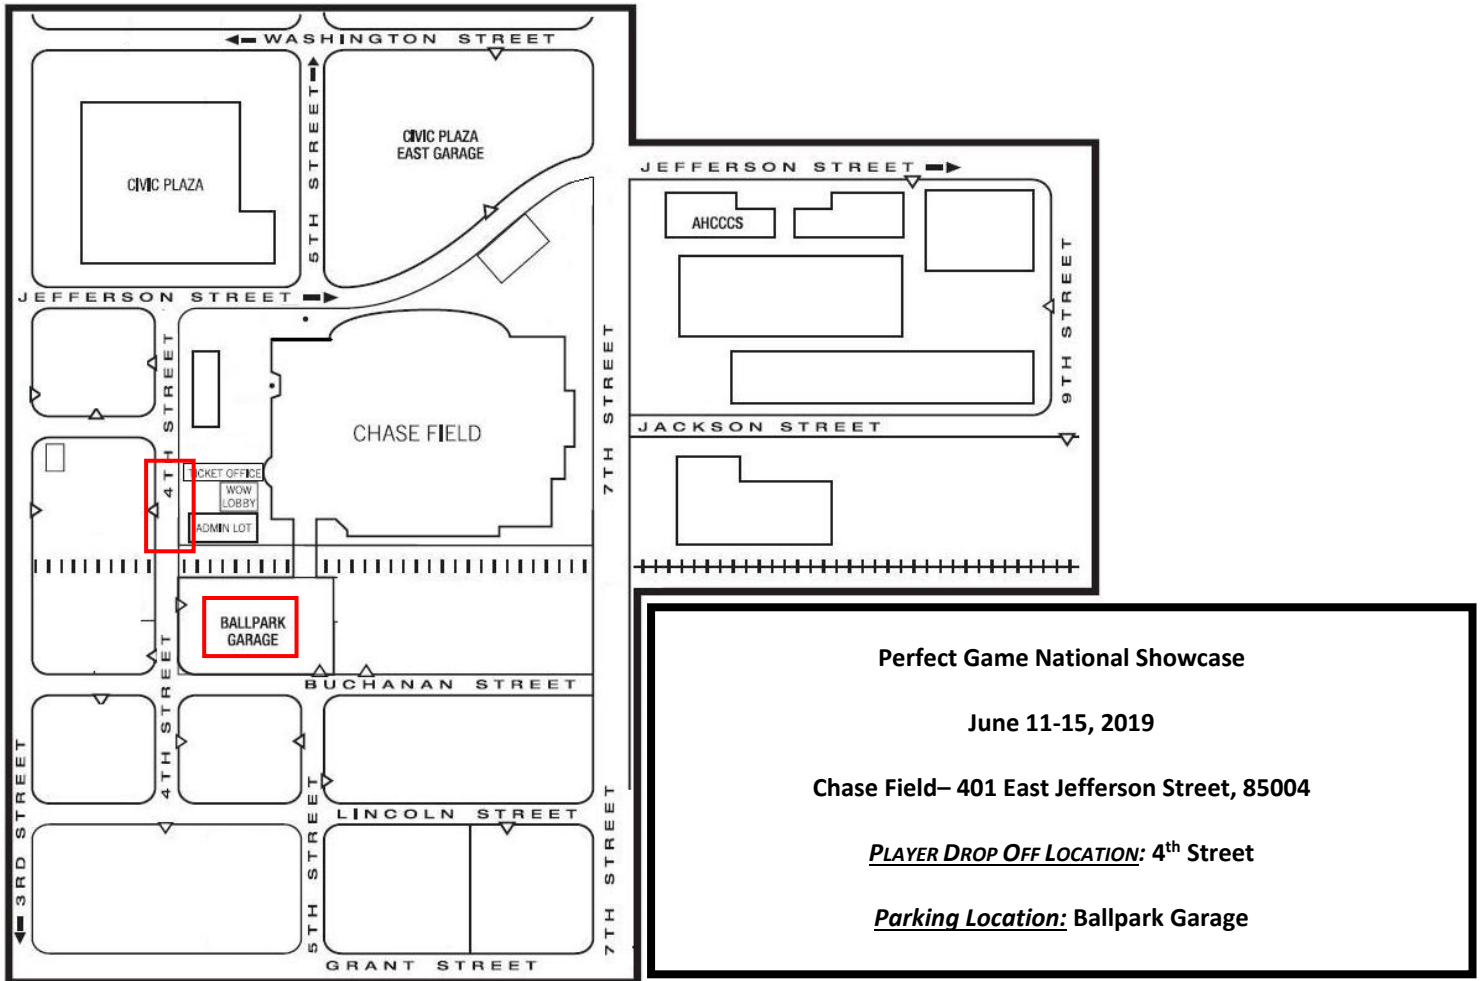 WASHINGTON STREET
5TH STREET
CIVIC PLAZA
EAST GARAGE
CIVIC PLAZA
JEFFERSON STREET
AHCCCS
9TH STREET
JEFFERSON STREET
4TH STREET
7TH STREET
CHASE FIELD
JACKSON STREET
4TH
TICKET OFFICE
WOW
LOBBY
ADMIN LOT
BALLPARK
GARAGE
4TH STREET
BUCHANAN STREET
3RD STREET
5TH STREET
LINCOLN STREET
7TH STREET
GRANT STREET
Perfect Game National Showcase
June 11-15, 2019
Chase Field– 401 East Jefferson Street, 85004
PLAYER DROP OFF LOCATION: 4th Street
Parking Location: Ballpark Garage